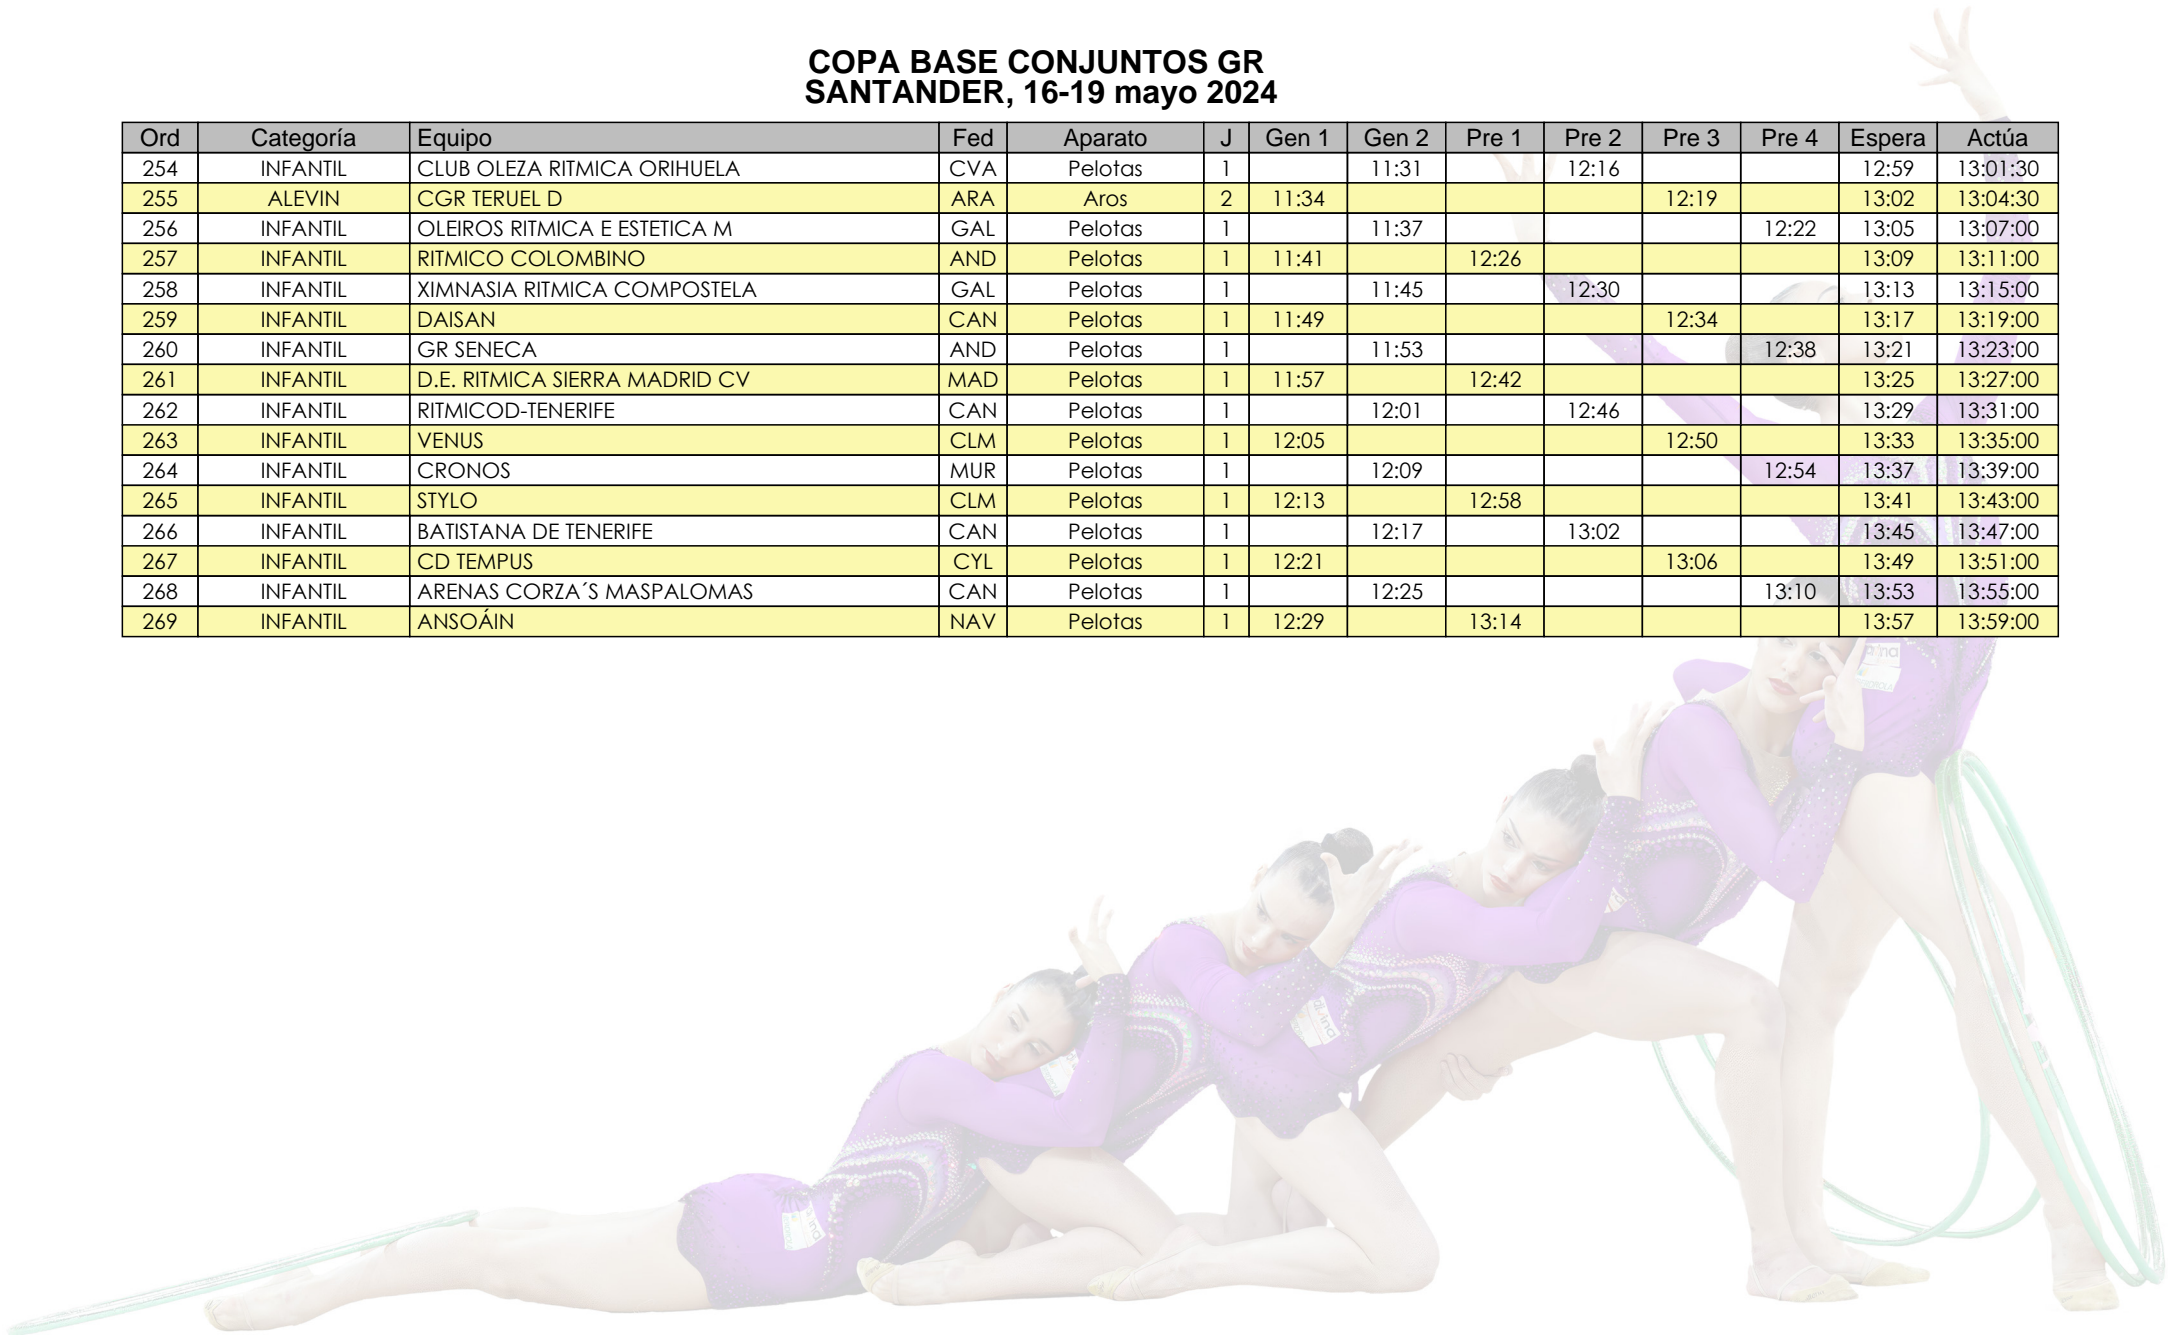 COPA BASE CONJUNTOS GR
SANTANDER, 16-19 mayo 2024
Ord Categoría Equipo Fed Aparato J Gen 1 Gen 2 Pre 1 Pre 2 Pre 3 Pre 4 Espera Actúa
254 INFANTIL CLUB OLEZA RITMICA ORIHUELA CVA Pelotas 1 11:31 12:16 12:59 13:01:30
255 ALEVIN CGR TERUEL D ARA Aros 2 11:34 12:19 13:02 13:04:30
256 INFANTIL OLEIROS RITMICA E ESTETICA M GAL Pelotas 1 11:37 12:22 13:05 13:07:00
257 INFANTIL RITMICO COLOMBINO AND Pelotas 1 11:41 12:26 13:09 13:11:00
258 INFANTIL XIMNASIA RITMICA COMPOSTELA GAL Pelotas 1 11:45 12:30 13:13 13:15:00
259 INFANTIL DAISAN CAN Pelotas 1 11:49 12:34 13:17 13:19:00
260 INFANTIL GR SENECA AND Pelotas 1 11:53 12:38 13:21 13:23:00
261 INFANTIL D.E. RITMICA SIERRA MADRID CV MAD Pelotas 1 11:57 12:42 13:25 13:27:00
262 INFANTIL RITMICOD-TENERIFE CAN Pelotas 1 12:01 12:46 13:29 13:31:00
263 INFANTIL VENUS CLM Pelotas 1 12:05 12:50 13:33 13:35:00
264 INFANTIL CRONOS MUR Pelotas 1 12:09 12:54 13:37 13:39:00
265 INFANTIL STYLO CLM Pelotas 1 12:13 12:58 13:41 13:43:00
266 INFANTIL BATISTANA DE TENERIFE CAN Pelotas 1 12:17 13:02 13:45 13:47:00
267 INFANTIL CD TEMPUS CYL Pelotas 1 12:21 13:06 13:49 13:51:00
268 INFANTIL ARENAS CORZA´S MASPALOMAS CAN Pelotas 1 12:25 13:10 13:53 13:55:00
269 INFANTIL ANSOÁIN NAV Pelotas 1 12:29 13:14 13:57 13:59:00